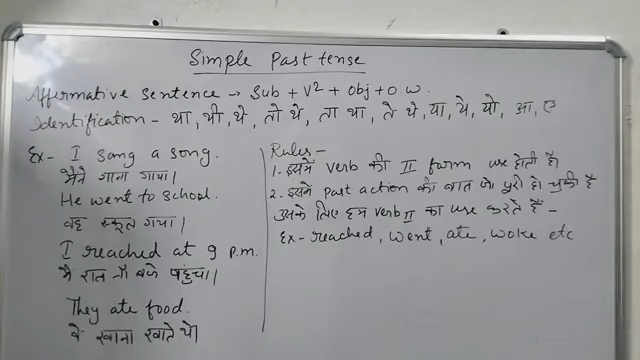 Simple Past tense
Affermative Sentence → Sub + V² + Obj + O.W.
Identification - था, थी, थे, तो थे, ता था, ते थे, या, ये, यो, आ, ए
Ex- I sang a song.
मैंने गाना गाया।
He went to school.
वह स्कूल गया।
I reached at 9 p.m.
मैं रात नौ बजे पहुंचा।
They ate food.
वे खाना खाते थे।
Rules -
1. इसमें verb की II form use होती है।
2. इसमें Past action की बात जो पूरी हो चुकी है
उसके लिए हम verb II का use करते हैं -
Ex- reached, went, ate, woke etc